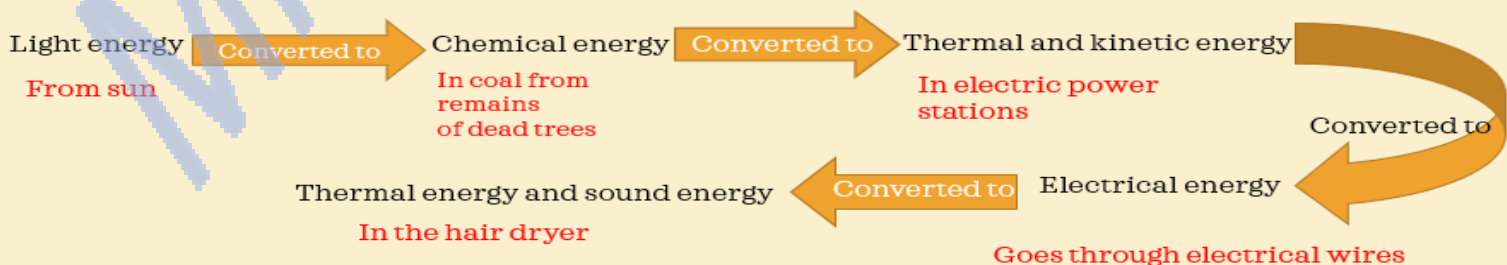 Light energy Converted to Chemical energy Converted to Thermal and kinetic energy
From sun
In coal from
remains
of dead trees
In electric power
stations
Converted to
Thermal energy and sound energy Converted to Electrical energy
In the hair dryer
Goes through electrical wires